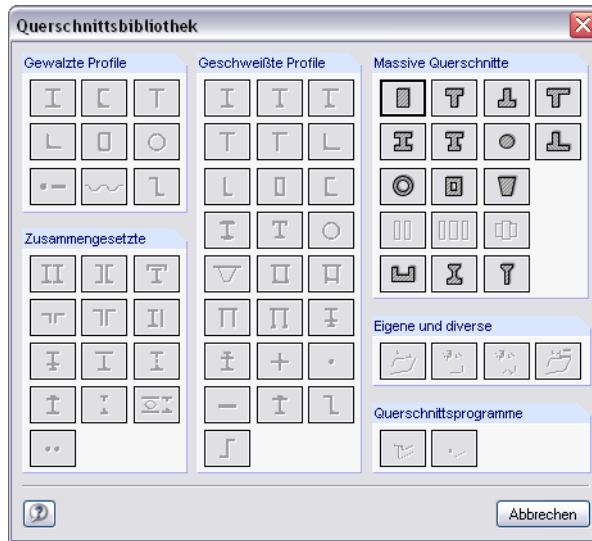 Querschnittsbibliothek
Gewalzte Profile
Geschweißte Profile
Massive Querschnitte
Zusammengesetzte
Eigene und diverse
Querschnittsprogramme
Abbrechen